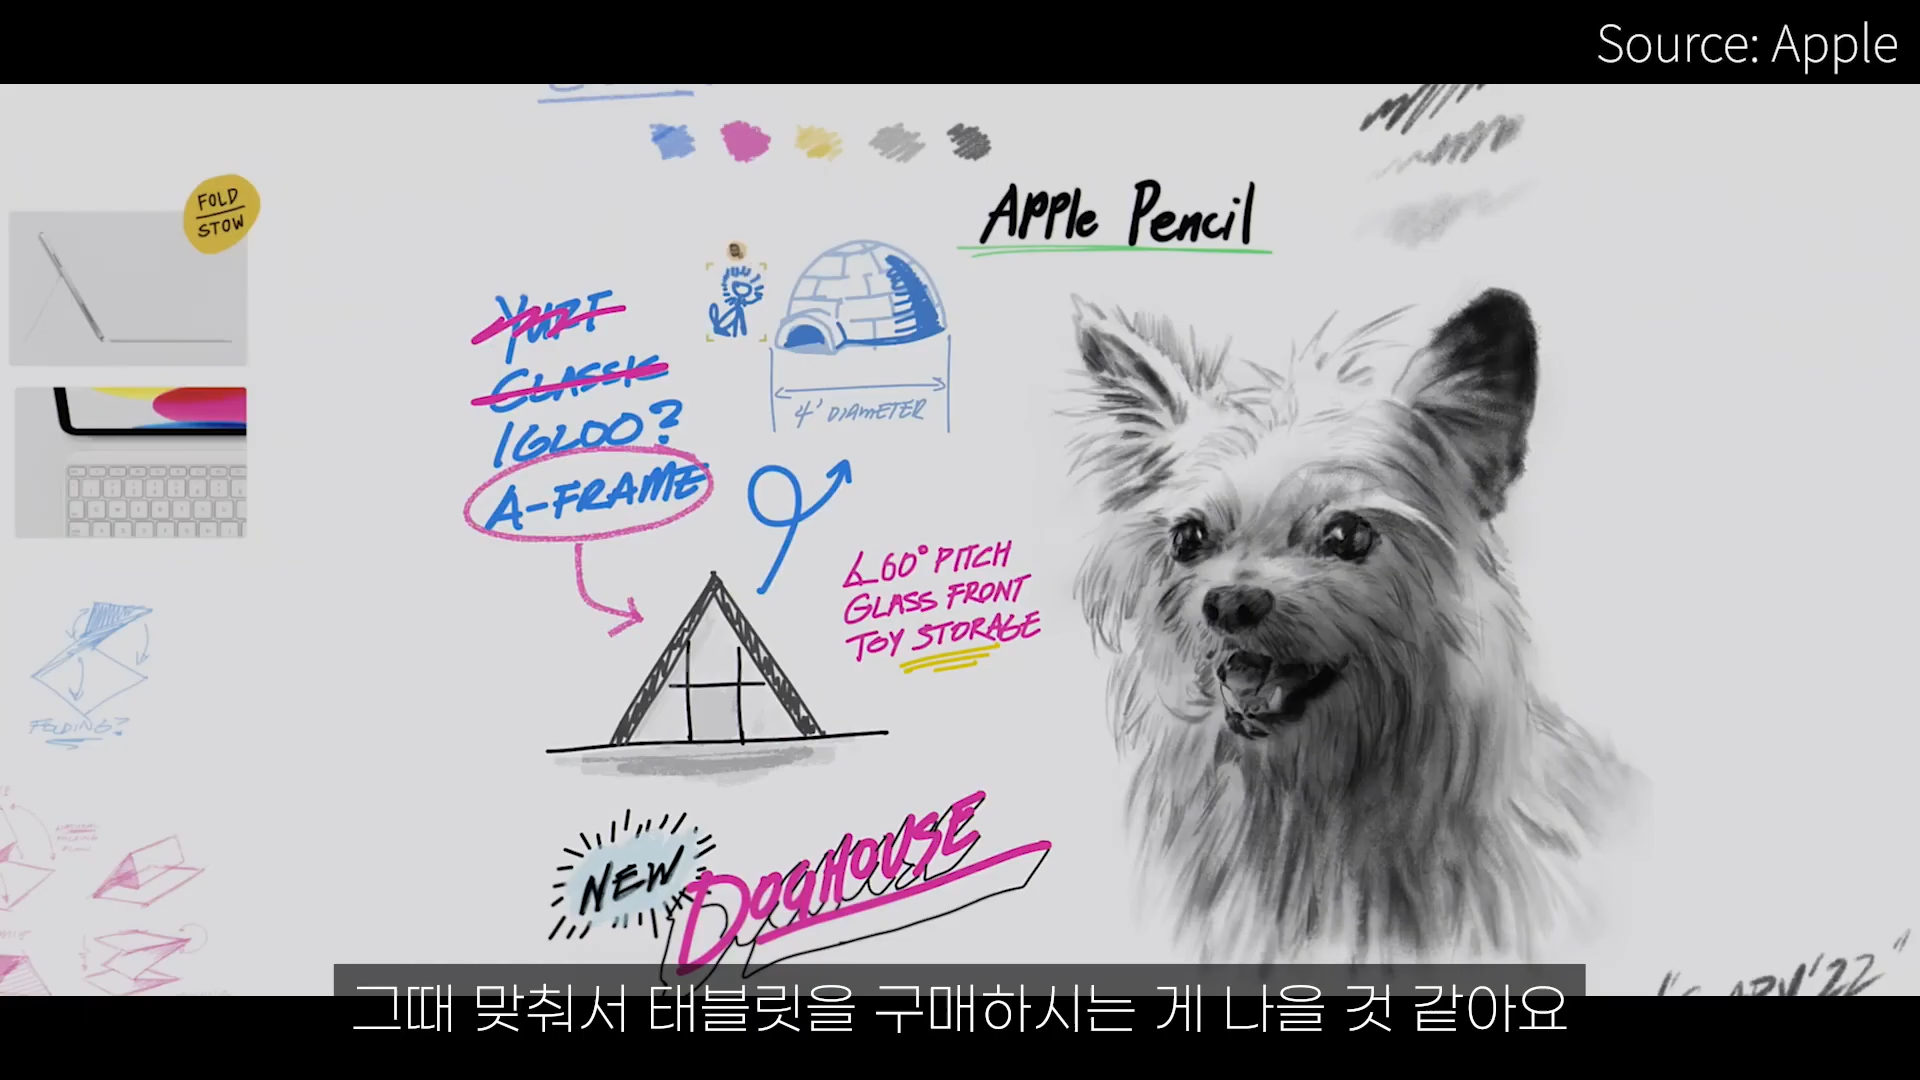 Source: Apple
FOLD
STOW
Apple Pencil
YURT
CLASSIC
IGLOO?
A-FRAME
4' DIAMETER
60° PITCH
GLASS FRONT
TOY STORAGE
FOLDING?
NEW
DOGHOUSE
그때 맞춰서 태블릿을 구매하시는 게 나을 것 같아요